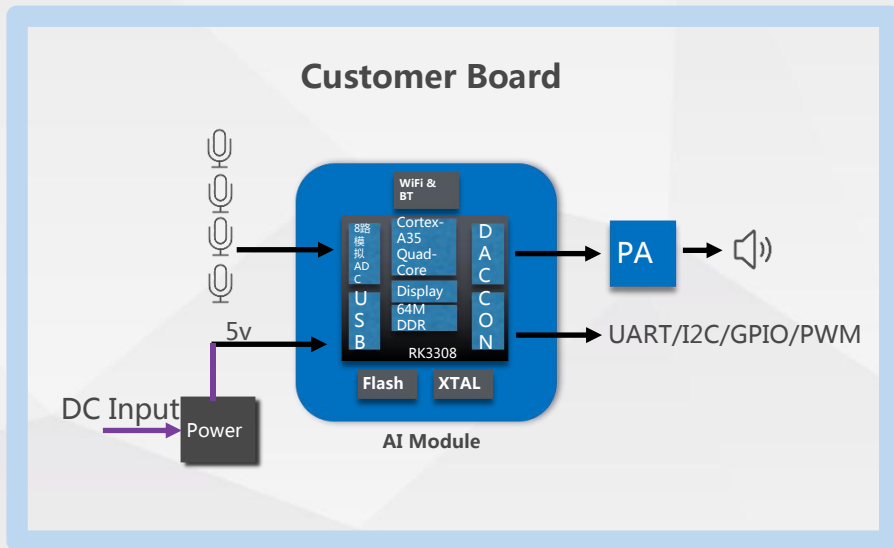 Customer Board
WiFi &
BT
8路
模
拟
AD
C
Cortex-
A35
Quad-
Core
D
A
C
PA
U
S
B
Display
64M
DDR
C
O
N
RK3308
5v
UART/I2C/GPIO/PWM
Flash
XTAL
DC Input
Power
AI Module